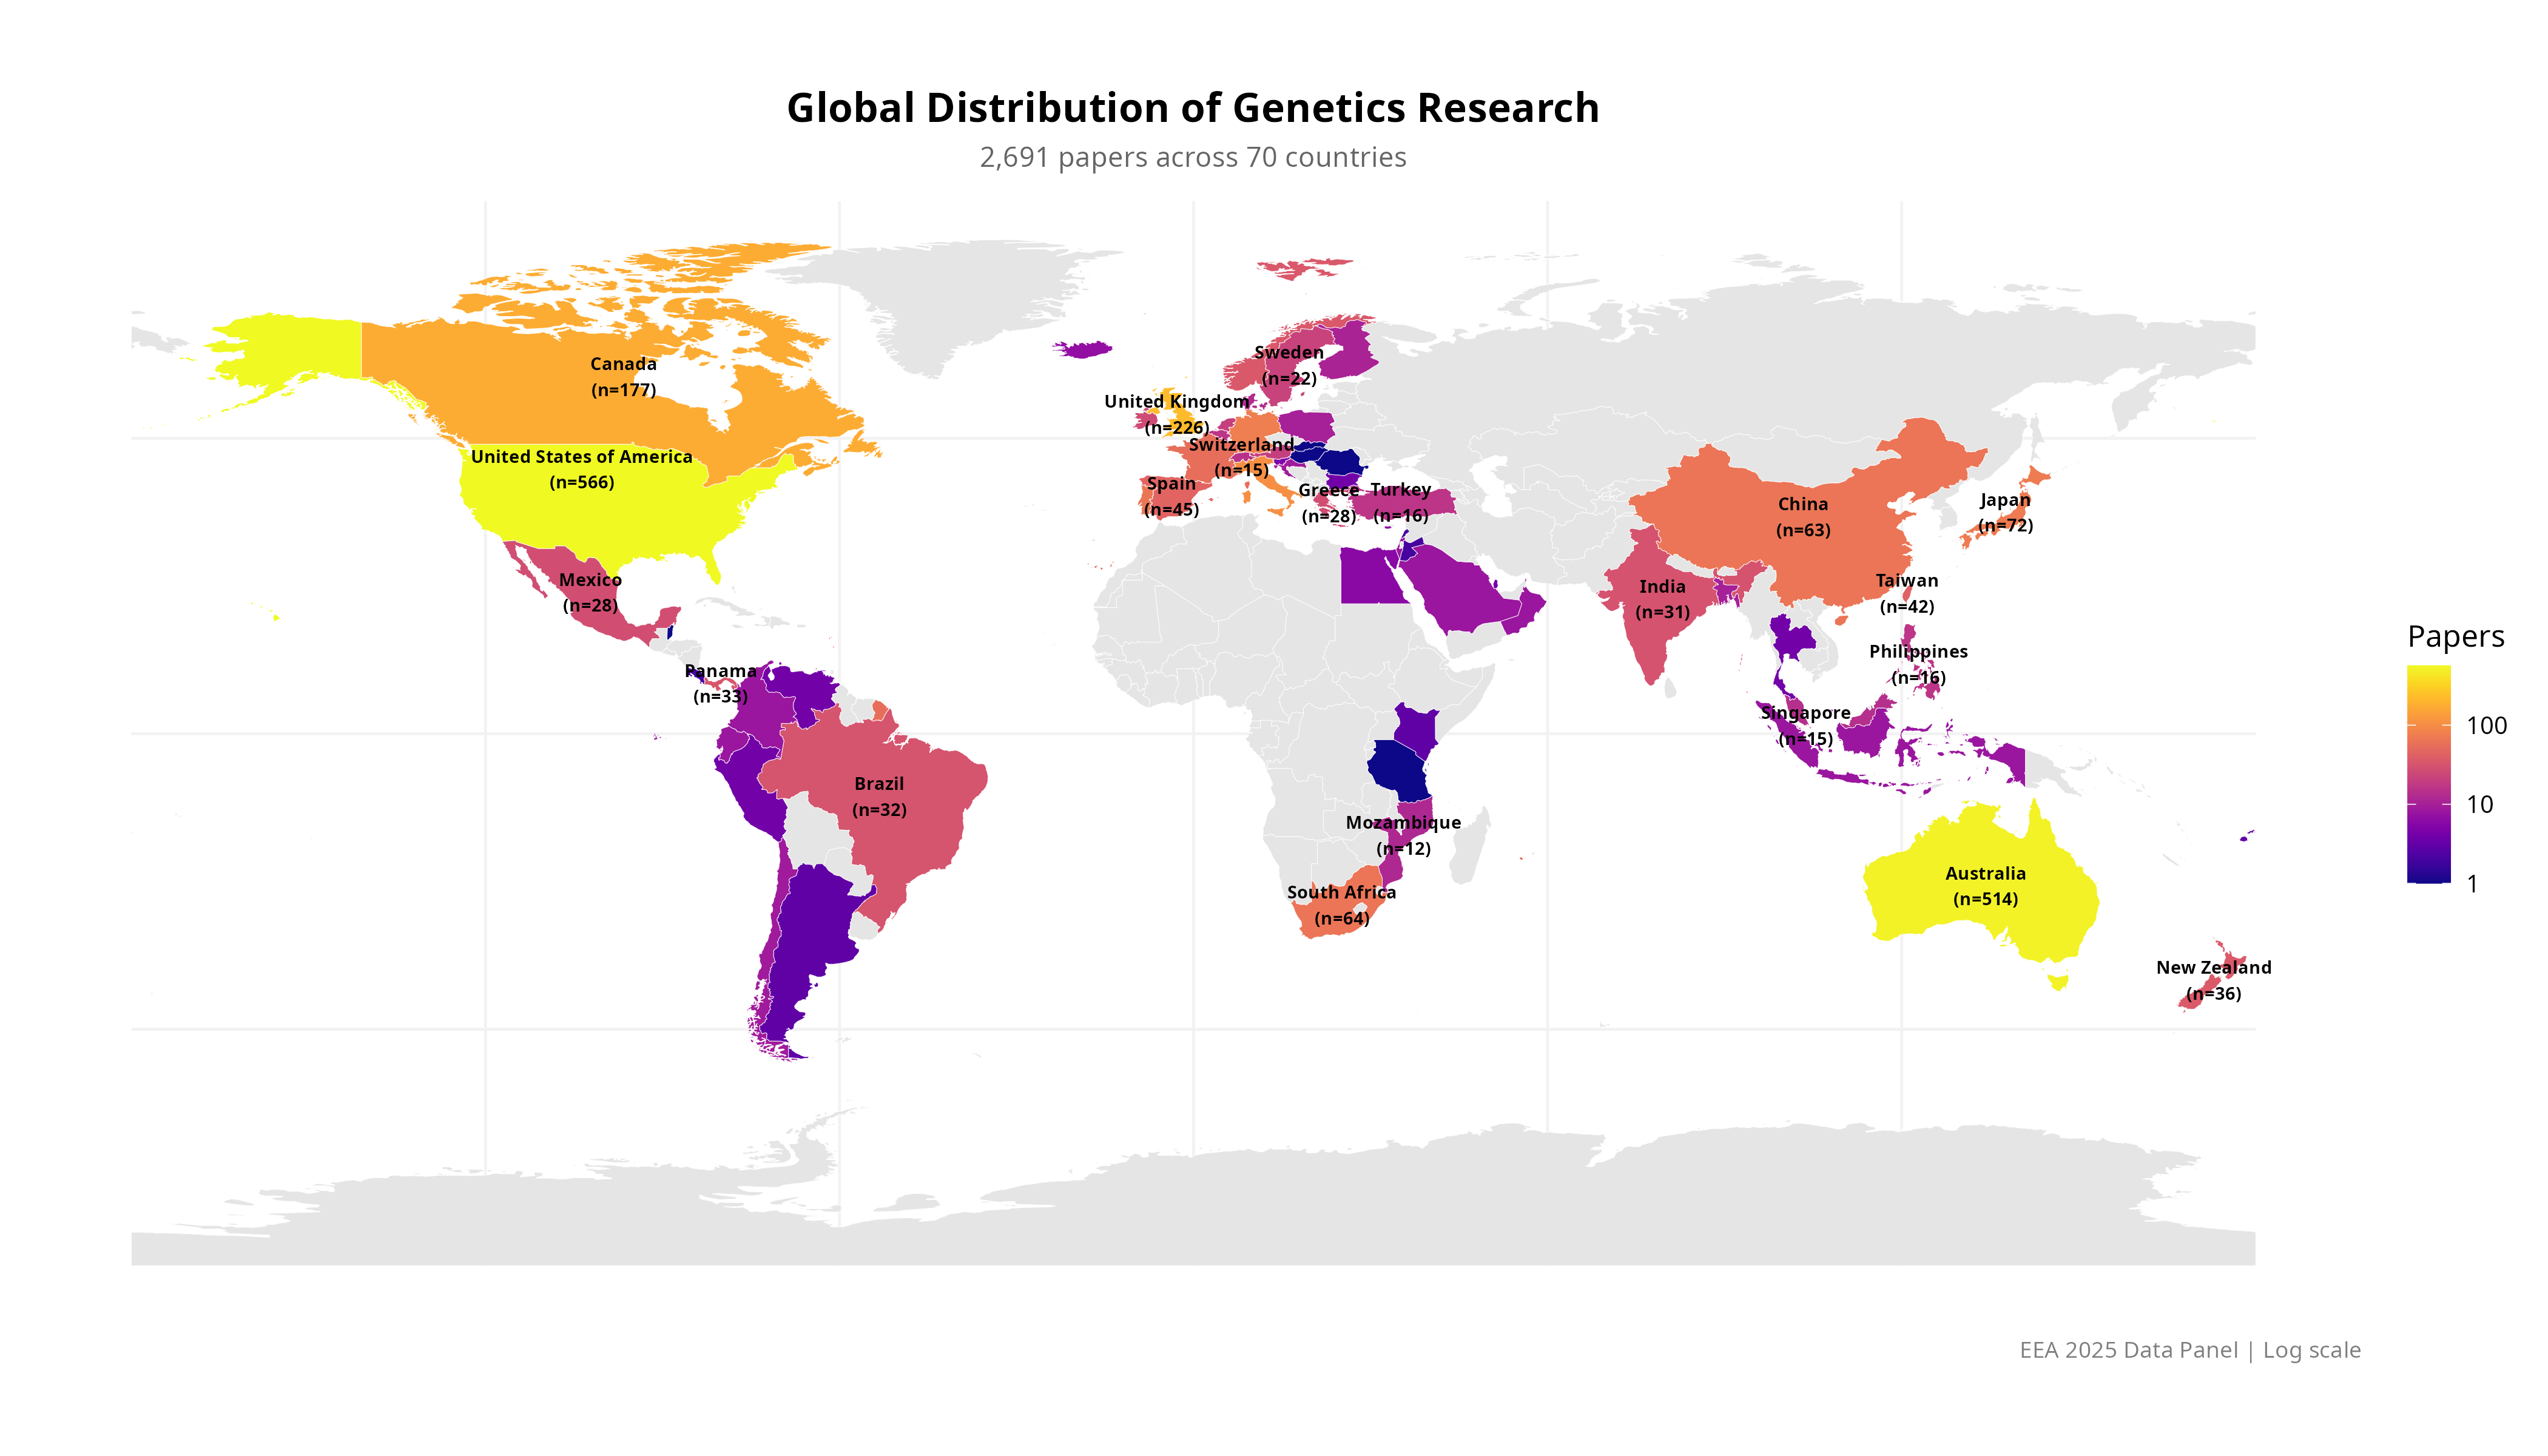 Global Distribution of Genetics Research
2,691 papers across 70 countries
Canada
(n=177)
United States of America
(n=566)
Mexico
(n=28)
Panama
(n=33)
Brazil
(n=32)
Sweden
(n=22)
United Kingdom
(n=226)
Switzerland
(n=15)
Spain
(n=45)
Greece
(n=28)
Turkey
(n=16)
China
(n=63)
Japan
(n=72)
India
(n=31)
Taiwan
(n=42)
Philippines
(n=16)
Singapore
(n=15)
Mozambique
(n=12)
South Africa
(n=64)
Australia
(n=514)
New Zealand
(n=36)
Papers
100
10
1
EEA 2025 Data Panel | Log scale